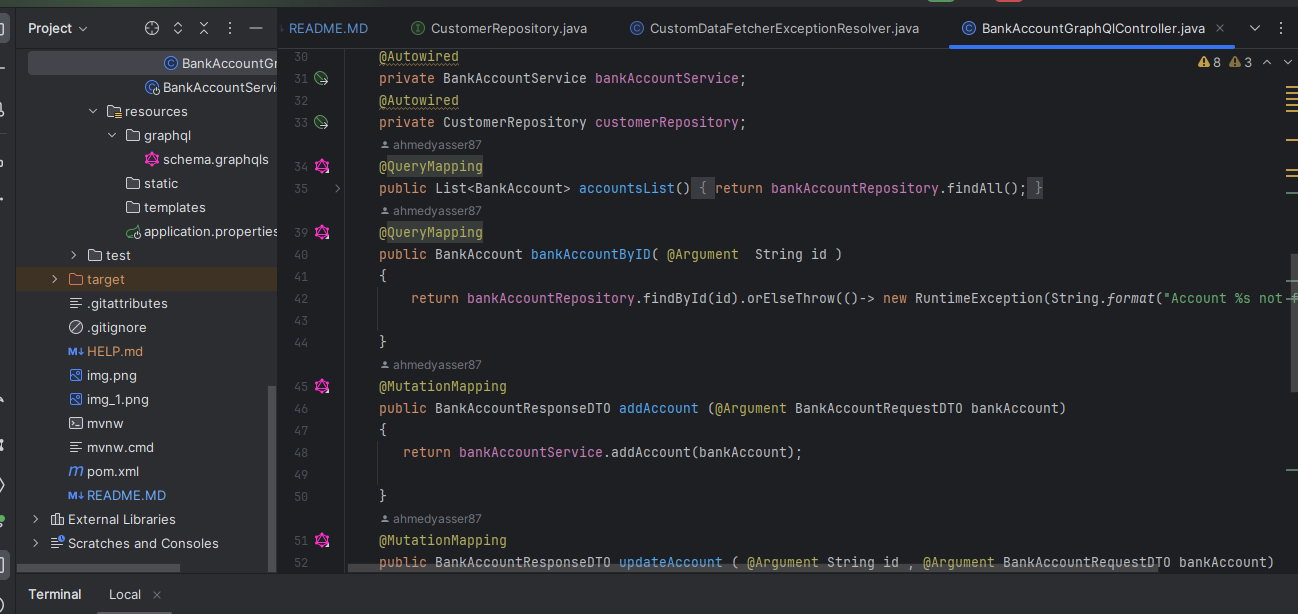 Project
README.MD
CustomerRepository.java
CustomDataFetcherExceptionResolver.java
BankAccountGraphQlController.java
BankAccountGr
BankAccountServi
resources
graphql
schema.graphqls
static
templates
application.properties
test
target
.gitattributes
.gitignore
HELP.md
img.png
img_1.png
mvnw
mvnw.cmd
pom.xml
README.MD
External Libraries
Scratches and Consoles
8 3
30 @Autowired
31 private BankAccountService bankAccountService;
32 @Autowired
33 private CustomerRepository customerRepository;
ahmedyasser87
34 @QueryMapping
35 public List<BankAccount> accountsList() { return bankAccountRepository.findAll(); }
ahmedyasser87
39 @QueryMapping
40 public BankAccount bankAccountByID( @Argument String id )
41 {
42 return bankAccountRepository.findById(id).orElseThrow(()-> new RuntimeException(String.format("Account %s not f
43
44 }
ahmedyasser87
45 @MutationMapping
46 public BankAccountResponseDTO addAccount (@Argument BankAccountRequestDTO bankAccount)
47 {
48 return bankAccountService.addAccount(bankAccount);
49
50 }
ahmedyasser87
51 @MutationMapping
52 public BankAccountResponseDTO updateAccount ( @Argument String id , @Argument BankAccountRequestDTO bankAccount)
Terminal
Local